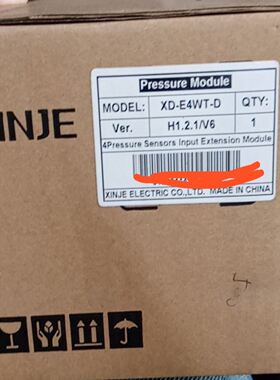 Pressure Module
MODEL: XD-E4WT-D QTY:
Ver. H1.2.1/V6 1
4Pressure Sensors Input Extension Module
XINJE ELECTRIC CO.,LTD. MADE IN CHINA
INJE